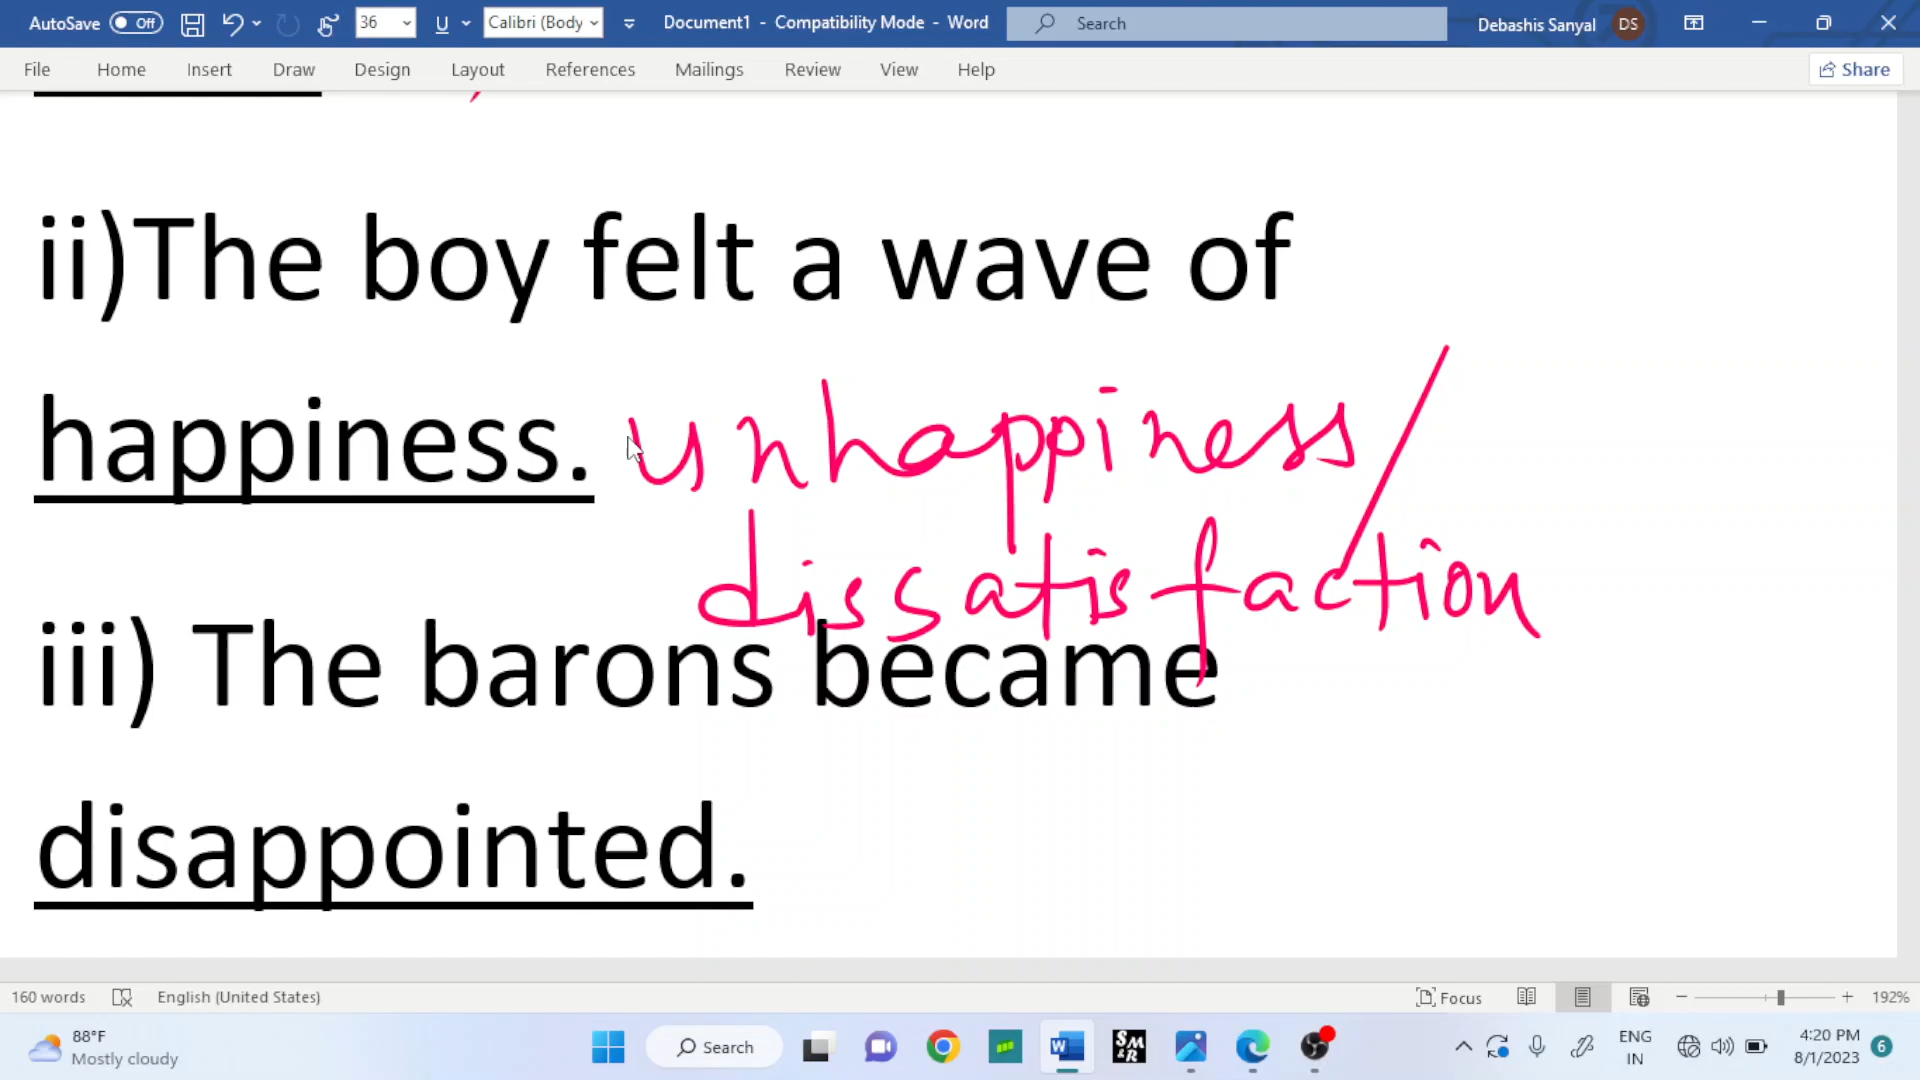 AutoSave Off 36 U Calibri (Body Document1 - Compatibility Mode - Word Search Debashis Sanyal DS
File Home Insert Draw Design Layout References Mailings Review View Help Share
ii)The boy felt a wave of
happiness. unhappiness/
dissatisfaction
iii) The barons became
disappointed.
160 words English (United States) Focus 192%
88°F
Mostly cloudy
Search
SM&R
ENG
IN
4:20 PM
8/1/2023
6